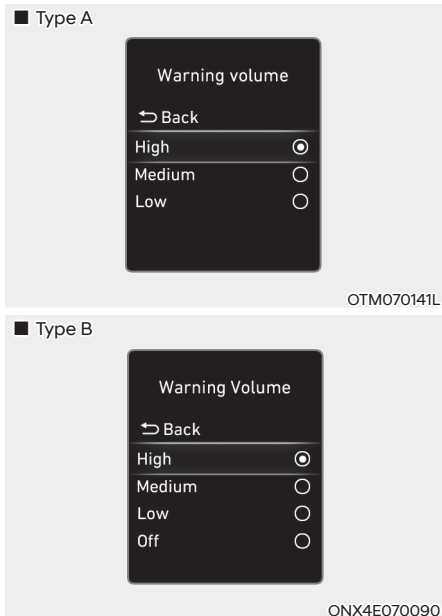 ■ Type A
Warning volume
⮌ Back
High
Medium
Low
OTM070141L
■ Type B
Warning Volume
⮌ Back
High
Medium
Low
Off
ONX4E070090